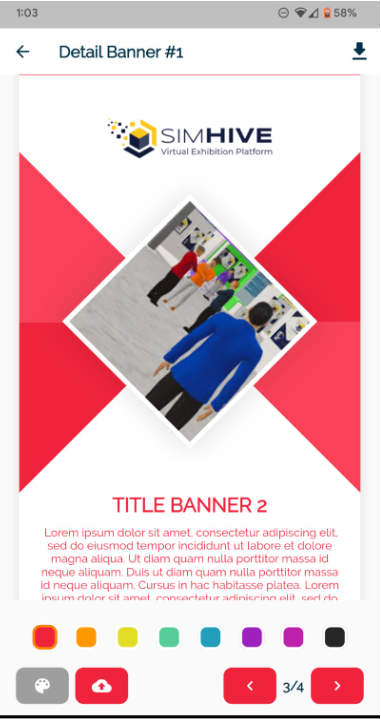 1:03
58%
Detail Banner #1
SIMHIVE
Virtual Exhibition Platform
TITLE BANNER 2
Lorem ipsum dolor sit amet, consectetur adipiscing elit,
sed do eiusmod tempor incididunt ut labore et dolore
magna aliqua. Ut diam quam nulla porttitor massa id
neque aliquam. Duis ut diam quam nulla porttitor massa
id neque aliquam. Cursus in hac habitasse platea. Lorem
ipsum dolor sit amet, consectetur adipiscing elit, sed do
3/4